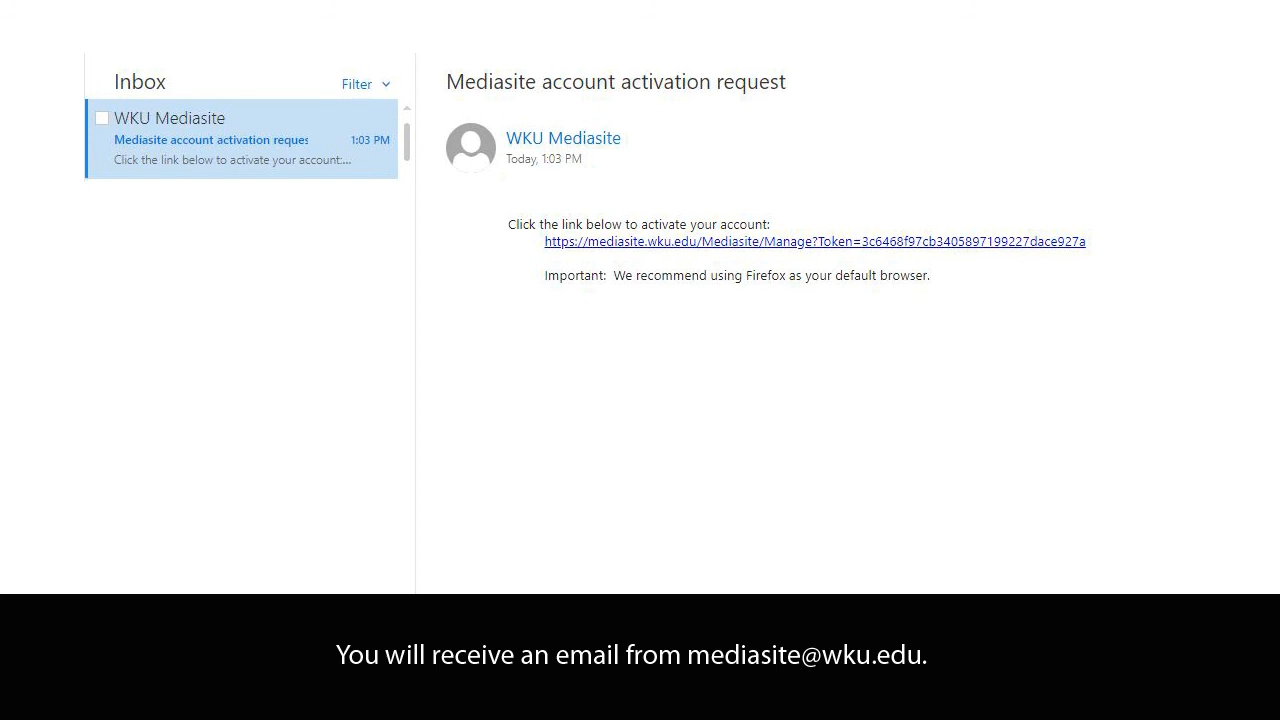 Inbox
Filter
WKU Mediasite
Mediasite account activation reques
1:03 PM
Click the link below to activate your account:...
Mediasite account activation request
WKU Mediasite
Today, 1:03 PM
Click the link below to activate your account:
https://mediasite.wku.edu/Mediasite/Manage?Token=3c6468f97cb3405897199227dace927a
Important:  We recommend using Firefox as your default browser.
You will receive an email from mediasite@wku.edu.